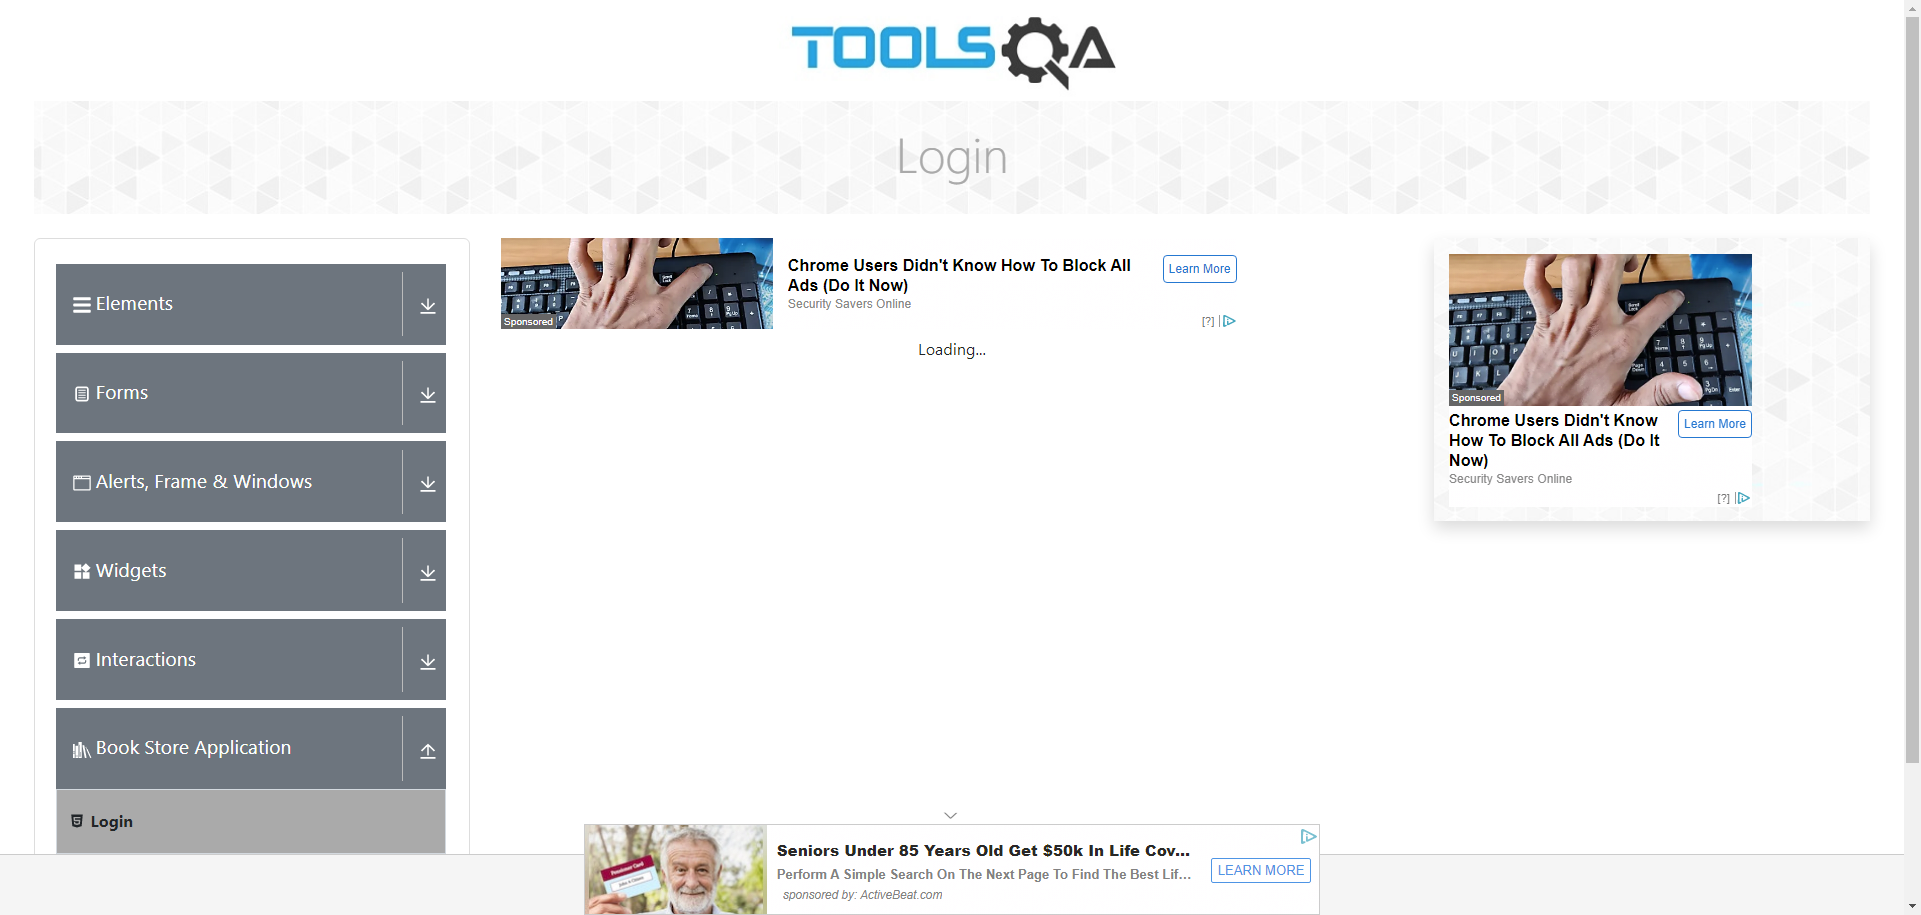 TOOLSQA
Login
Elements
Forms
Alerts, Frame & Windows
Widgets
Interactions
Book Store Application
Login
Sponsored
Chrome Users Didn't Know How To Block All
Ads (Do It Now)
Security Savers Online
Learn More
[?]
Loading...
Sponsored
Chrome Users Didn't Know
How To Block All Ads (Do It
Now)
Security Savers Online
Learn More
[?]
Seniors Under 85 Years Old Get $50k In Life Cov...
Perform A Simple Search On The Next Page To Find The Best Lif...
sponsored by: ActiveBeat.com
LEARN MORE